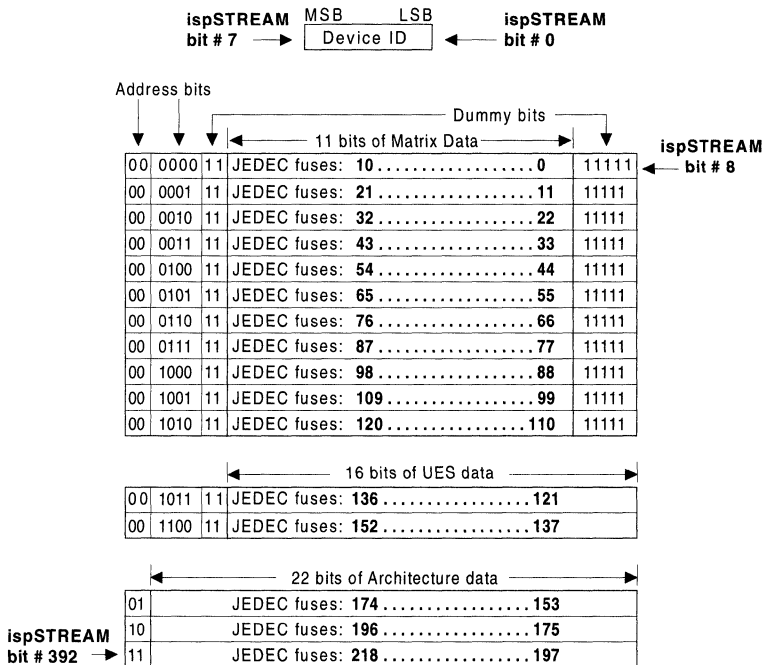 ispSTREAM MSB LSB ispSTREAM
bit # 7 Device ID bit # 0
Address bits
Dummy bits
11 bits of Matrix Data
ispSTREAM
bit # 8
00 0000 11 JEDEC fuses: 10.................0 11111
00 0001 11 JEDEC fuses: 21.................11 11111
00 0010 11 JEDEC fuses: 32.................22 11111
00 0011 11 JEDEC fuses: 43.................33 11111
00 0100 11 JEDEC fuses: 54.................44 11111
00 0101 11 JEDEC fuses: 65.................55 11111
00 0110 11 JEDEC fuses: 76.................66 11111
00 0111 11 JEDEC fuses: 87.................77 11111
00 1000 11 JEDEC fuses: 98.................88 11111
00 1001 11 JEDEC fuses: 109................99 11111
00 1010 11 JEDEC fuses: 120...............110 11111
16 bits of UES data
00 1011 11 JEDEC fuses: 136................121
00 1100 11 JEDEC fuses: 152................137
22 bits of Architecture data
01 JEDEC fuses: 174................153
10 JEDEC fuses: 196................175
ispSTREAM
bit # 392 11 JEDEC fuses: 218................197